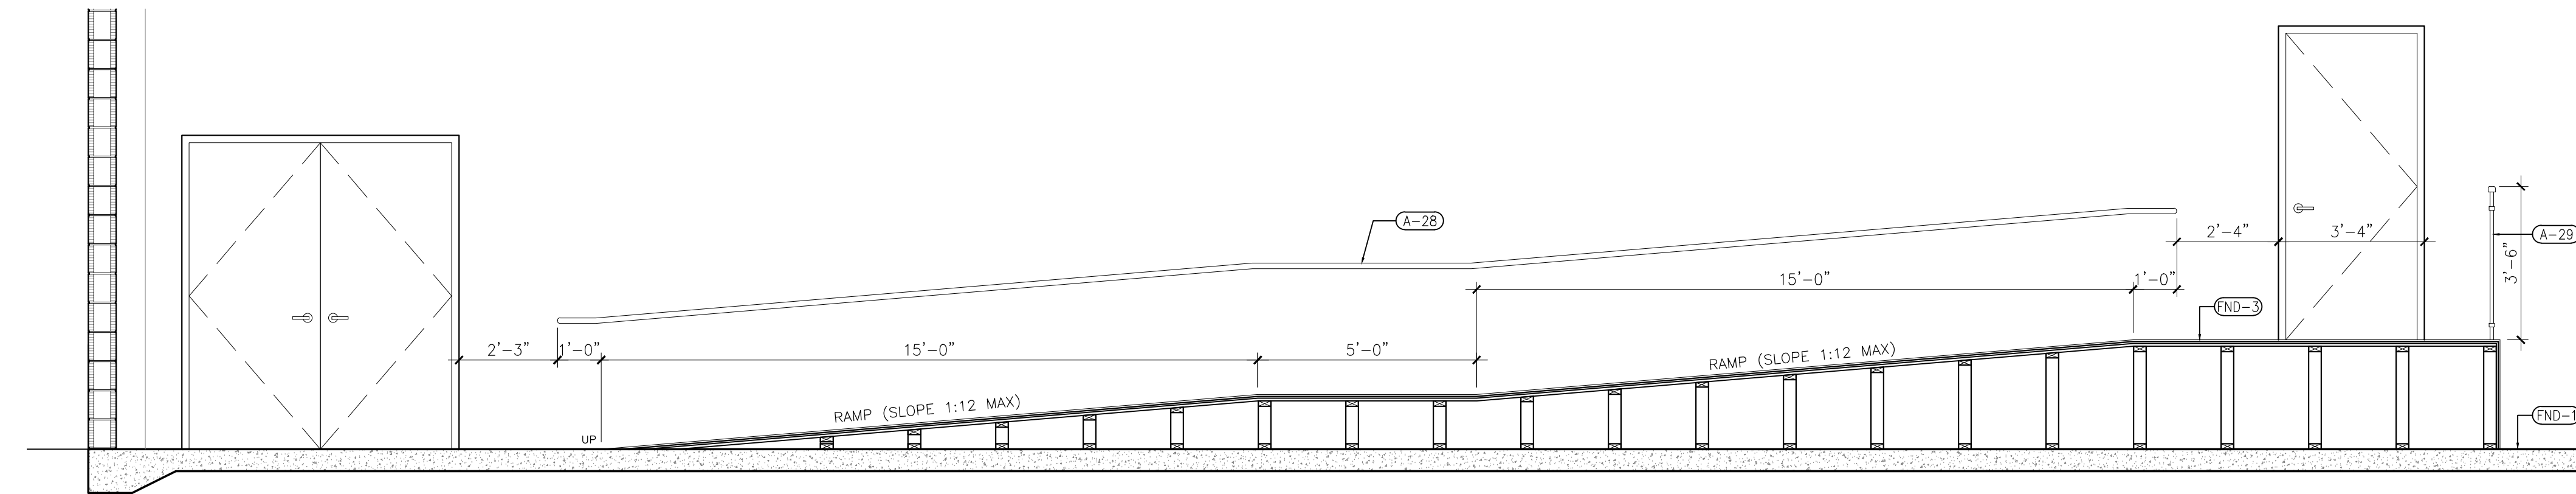 A-28
2'-4"
3'-4"
A-29
3'-6"
15'-0"
1'-0"
FND-3
2'-3"
1'-0"
15'-0"
5'-0"
RAMP (SLOPE 1:12 MAX)
RAMP (SLOPE 1:12 MAX)
UP
FND-1